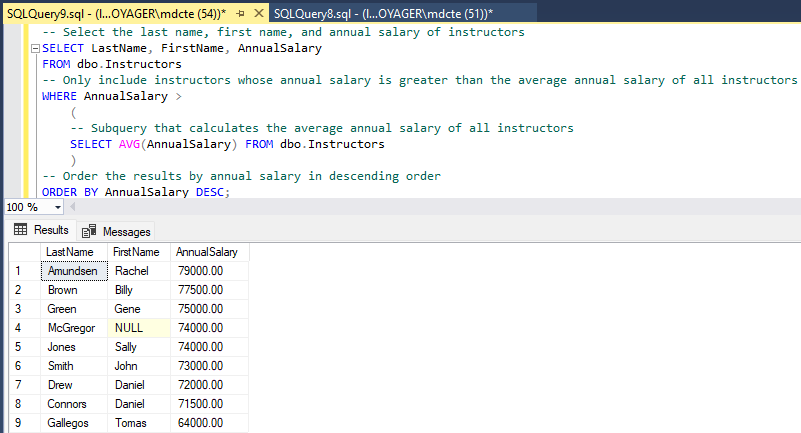 SQLQuery9.sql - (l...OYAGER\mdcte (54))* SQLQuery8.sql - (l...OYAGER\mdcte (51))*
-- Select the last name, first name, and annual salary of instructors
SELECT LastName, FirstName, AnnualSalary
FROM dbo.Instructors
-- Only include instructors whose annual salary is greater than the average annual salary of all instructors
WHERE AnnualSalary >
(
-- Subquery that calculates the average annual salary of all instructors
SELECT AVG(AnnualSalary) FROM dbo.Instructors
)
-- Order the results by annual salary in descending order
ORDER BY AnnualSalary DESC;
100 %
Results Messages
LastName FirstName AnnualSalary
1 Amundsen Rachel 79000.00
2 Brown Billy 77500.00
3 Green Gene 75000.00
4 McGregor NULL 74000.00
5 Jones Sally 74000.00
6 Smith John 73000.00
7 Drew Daniel 72000.00
8 Connors Daniel 71500.00
9 Gallegos Tomas 64000.00